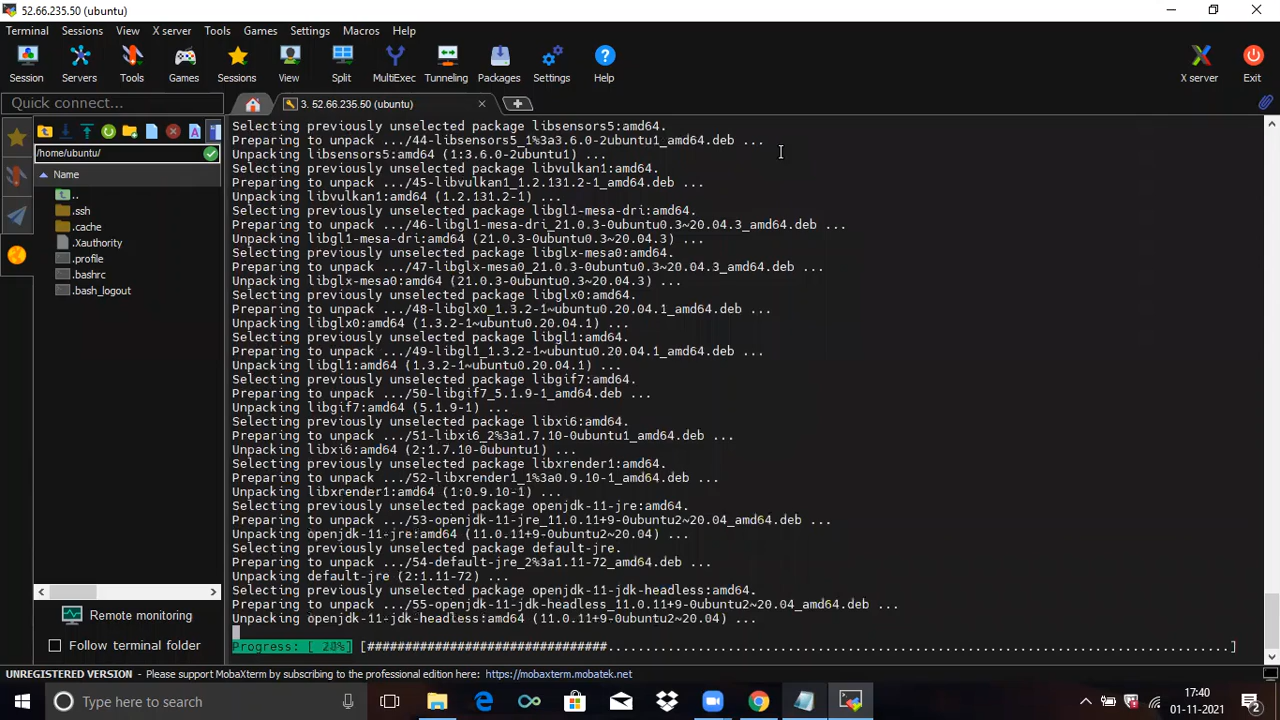 52.66.235.50 (ubuntu)
Terminal Sessions View X server Tools Games Settings Macros Help
Session Servers Tools Games Sessions View Split MultiExec Tunneling Packages Settings Help X server Exit
Quick connect...
3. 52.66.235.50 (ubuntu)
/home/ubuntu/
Name
..
.ssh
.cache
.Xauthority
.profile
.bashrc
.bash_logout
Remote monitoring
Follow terminal folder
Selecting previously unselected package libsensors5:amd64.
Preparing to unpack .../44-libsensors5_1%3a3.6.0-2ubuntu1_amd64.deb ...
Unpacking libsensors5:amd64 (1:3.6.0-2ubuntu1) ...
Selecting previously unselected package libvulkan1:amd64.
Preparing to unpack .../45-libvulkan1_1.2.131.2-1_amd64.deb ...
Unpacking libvulkan1:amd64 (1.2.131.2-1) ...
Selecting previously unselected package libgl1-mesa-dri:amd64.
Preparing to unpack .../46-libgl1-mesa-dri_21.0.3-0ubuntu0.3~20.04.3_amd64.deb ...
Unpacking libgl1-mesa-dri:amd64 (21.0.3-0ubuntu0.3~20.04.3) ...
Selecting previously unselected package libglx-mesa0:amd64.
Preparing to unpack .../47-libglx-mesa0_21.0.3-0ubuntu0.3~20.04.3_amd64.deb ...
Unpacking libglx-mesa0:amd64 (21.0.3-0ubuntu0.3~20.04.3) ...
Selecting previously unselected package libglx0:amd64.
Preparing to unpack .../48-libglx0_1.3.2-1~ubuntu0.20.04.1_amd64.deb ...
Unpacking libglx0:amd64 (1.3.2-1~ubuntu0.20.04.1) ...
Selecting previously unselected package libgl1:amd64.
Preparing to unpack .../49-libgl1_1.3.2-1~ubuntu0.20.04.1_amd64.deb ...
Unpacking libgl1:amd64 (1.3.2-1~ubuntu0.20.04.1) ...
Selecting previously unselected package libgif7:amd64.
Preparing to unpack .../50-libgif7_5.1.9-1_amd64.deb ...
Unpacking libgif7:amd64 (5.1.9-1) ...
Selecting previously unselected package libxi6:amd64.
Preparing to unpack .../51-libxi6_2%3a1.7.10-0ubuntu1_amd64.deb ...
Unpacking libxi6:amd64 (2:1.7.10-0ubuntu1) ...
Selecting previously unselected package libxrender1:amd64.
Preparing to unpack .../52-libxrender1_1%3a0.9.10-1_amd64.deb ...
Unpacking libxrender1:amd64 (1:0.9.10-1) ...
Selecting previously unselected package openjdk-11-jre:amd64.
Preparing to unpack .../53-openjdk-11-jre_11.0.11+9-0ubuntu2~20.04_amd64.deb ...
Unpacking openjdk-11-jre:amd64 (11.0.11+9-0ubuntu2~20.04) ...
Selecting previously unselected package default-jre.
Preparing to unpack .../54-default-jre_2%3a1.11-72_amd64.deb ...
Unpacking default-jre (2:1.11-72) ...
Selecting previously unselected package openjdk-11-jdk-headless:amd64.
Preparing to unpack .../55-openjdk-11-jdk-headless_11.0.11+9-0ubuntu2~20.04_amd64.deb ...
Unpacking openjdk-11-jdk-headless:amd64 (11.0.11+9-0ubuntu2~20.04) ...
Progress: [ 28%] [################################...................................................................................]
UNREGISTERED VERSION - Please support MobaXterm by subscribing to the professional edition here: https://mobaxterm.mobatek.net
Type here to search
17:40
01-11-2021
2